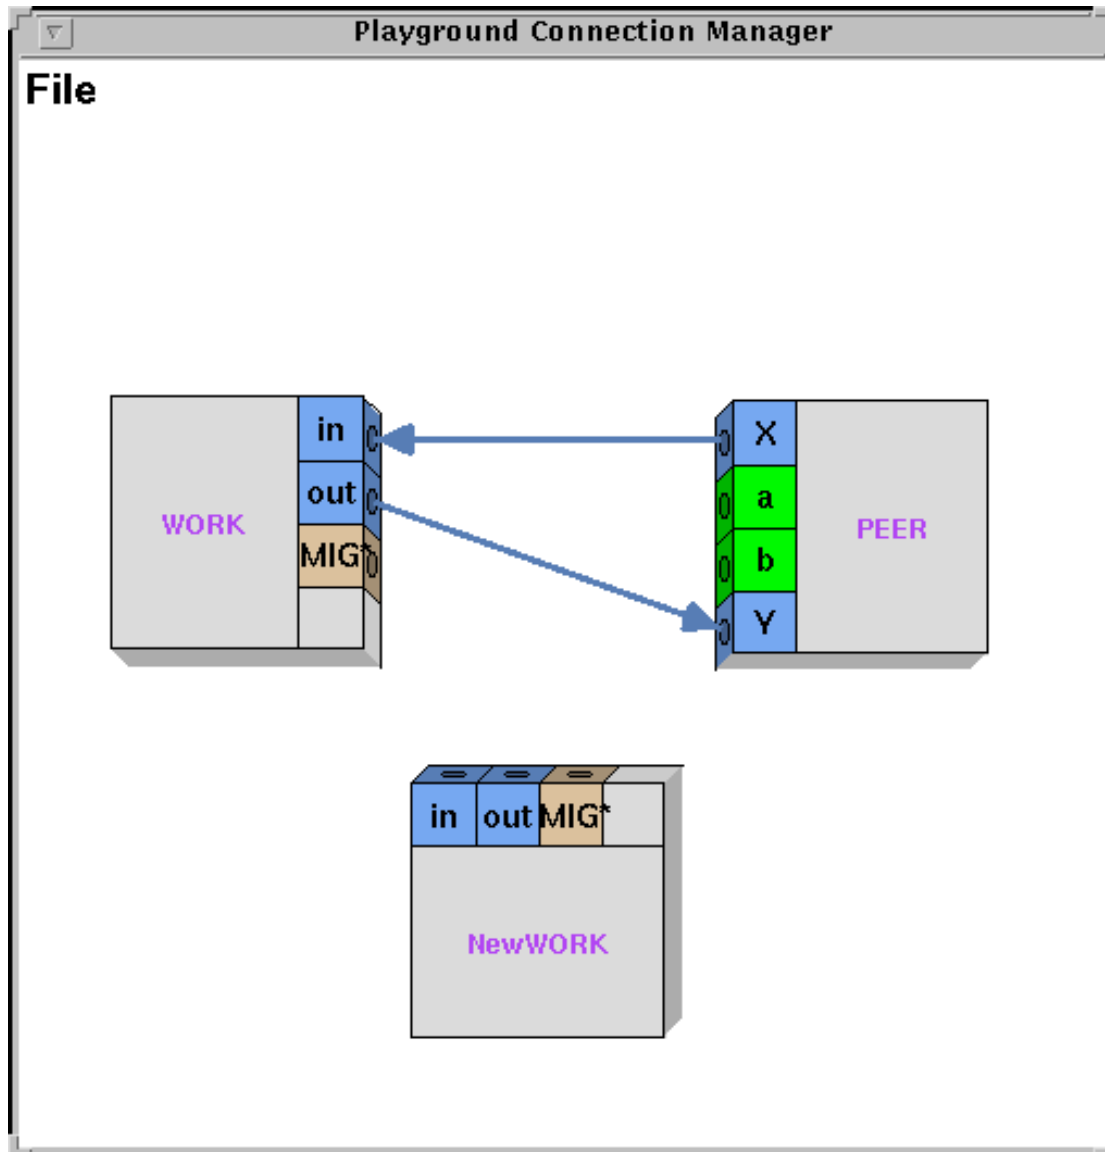 Playground Connection Manager
File
in
out
MIG*
WORK
X
a
b
Y
PEER
in out MIG*
NewWORK